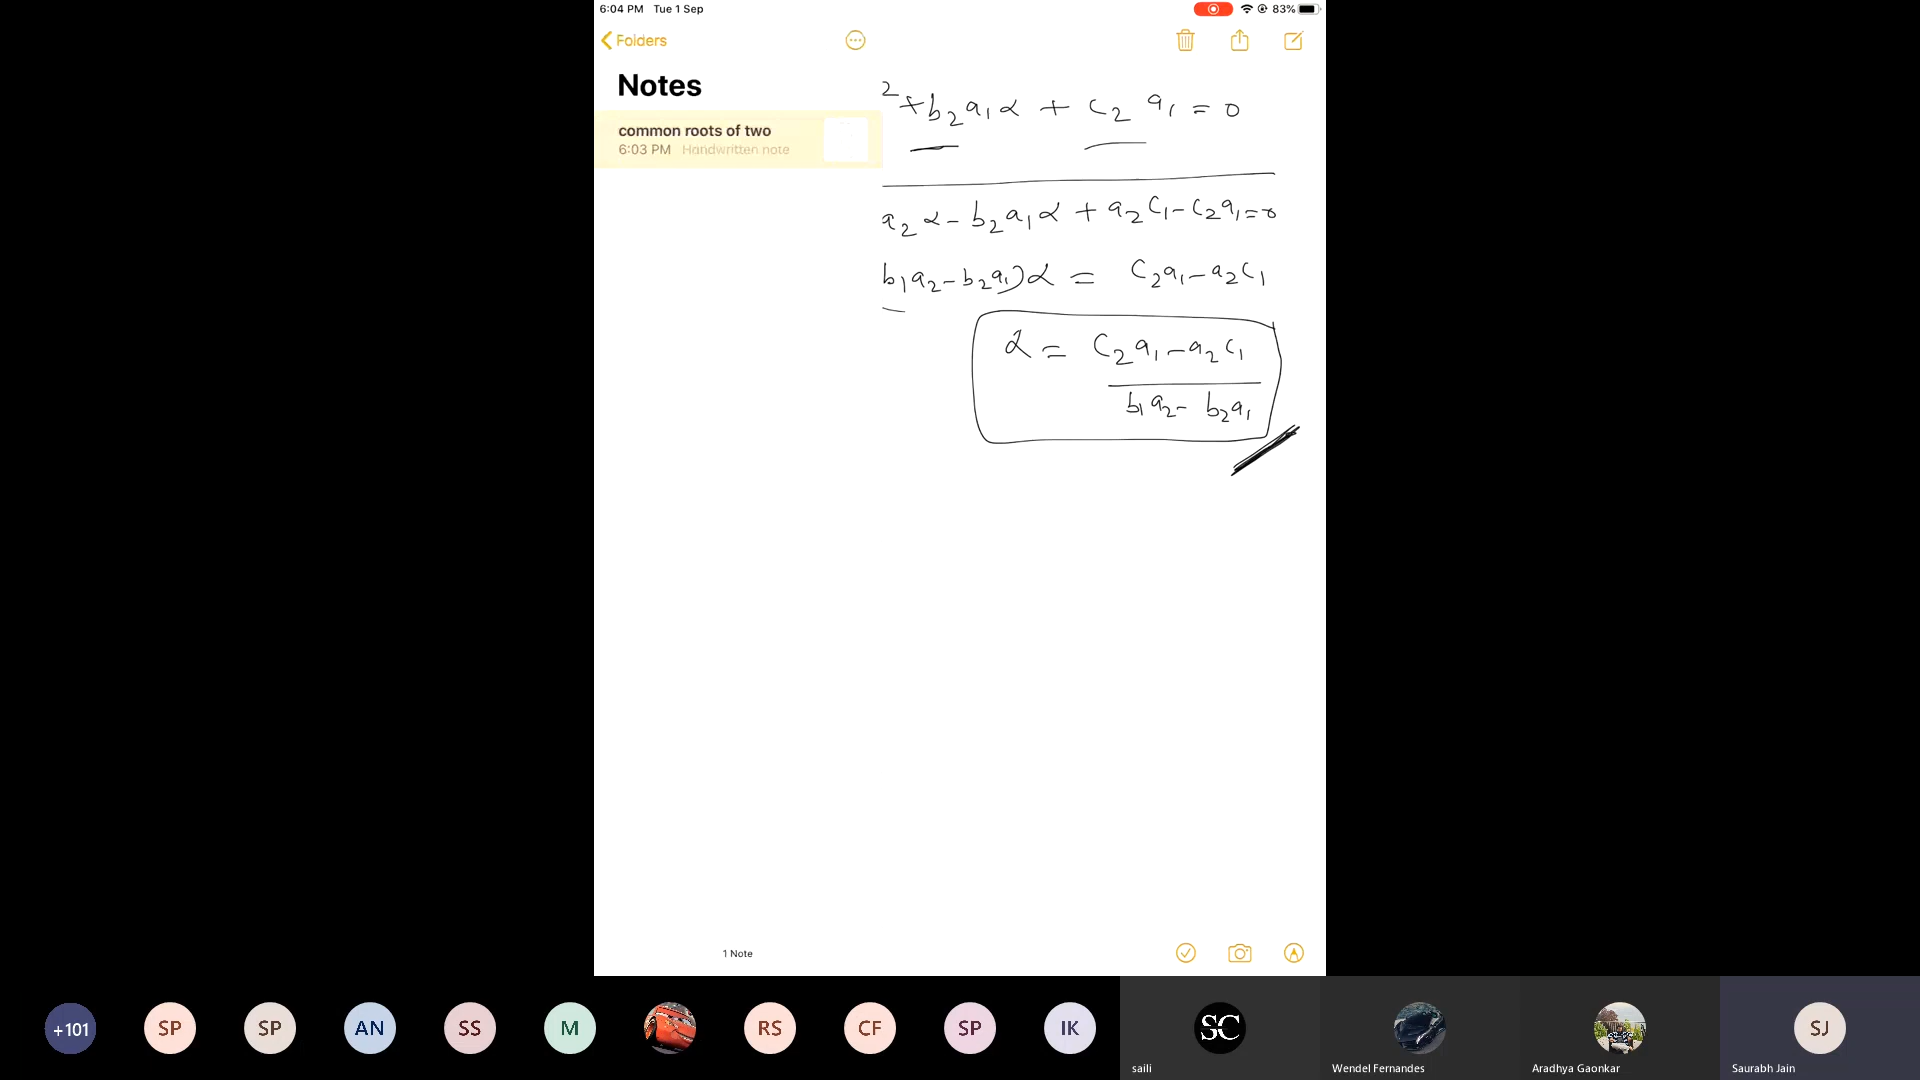 6:04 PM Tue 1 Sep
83%
Folders
Notes
common roots of two
6:03 PM Handwritten note
2 + b₂a₁α + c₂ a₁ = 0
a₂α - b₂a₁α + a₂c₁ - c₂a₁ = 0
b₁a₂ - b₂a₁)α = c₂a₁ - a₂c₁
α = c₂a₁ - a₂c₁
b₁a₂ - b₂a₁
1 Note
+101
SP
SP
AN
SS
M
RS
CF
SP
IK
SC
SJ
saili
Wendel Fernandes
Aradhya Gaonkar
Saurabh Jain